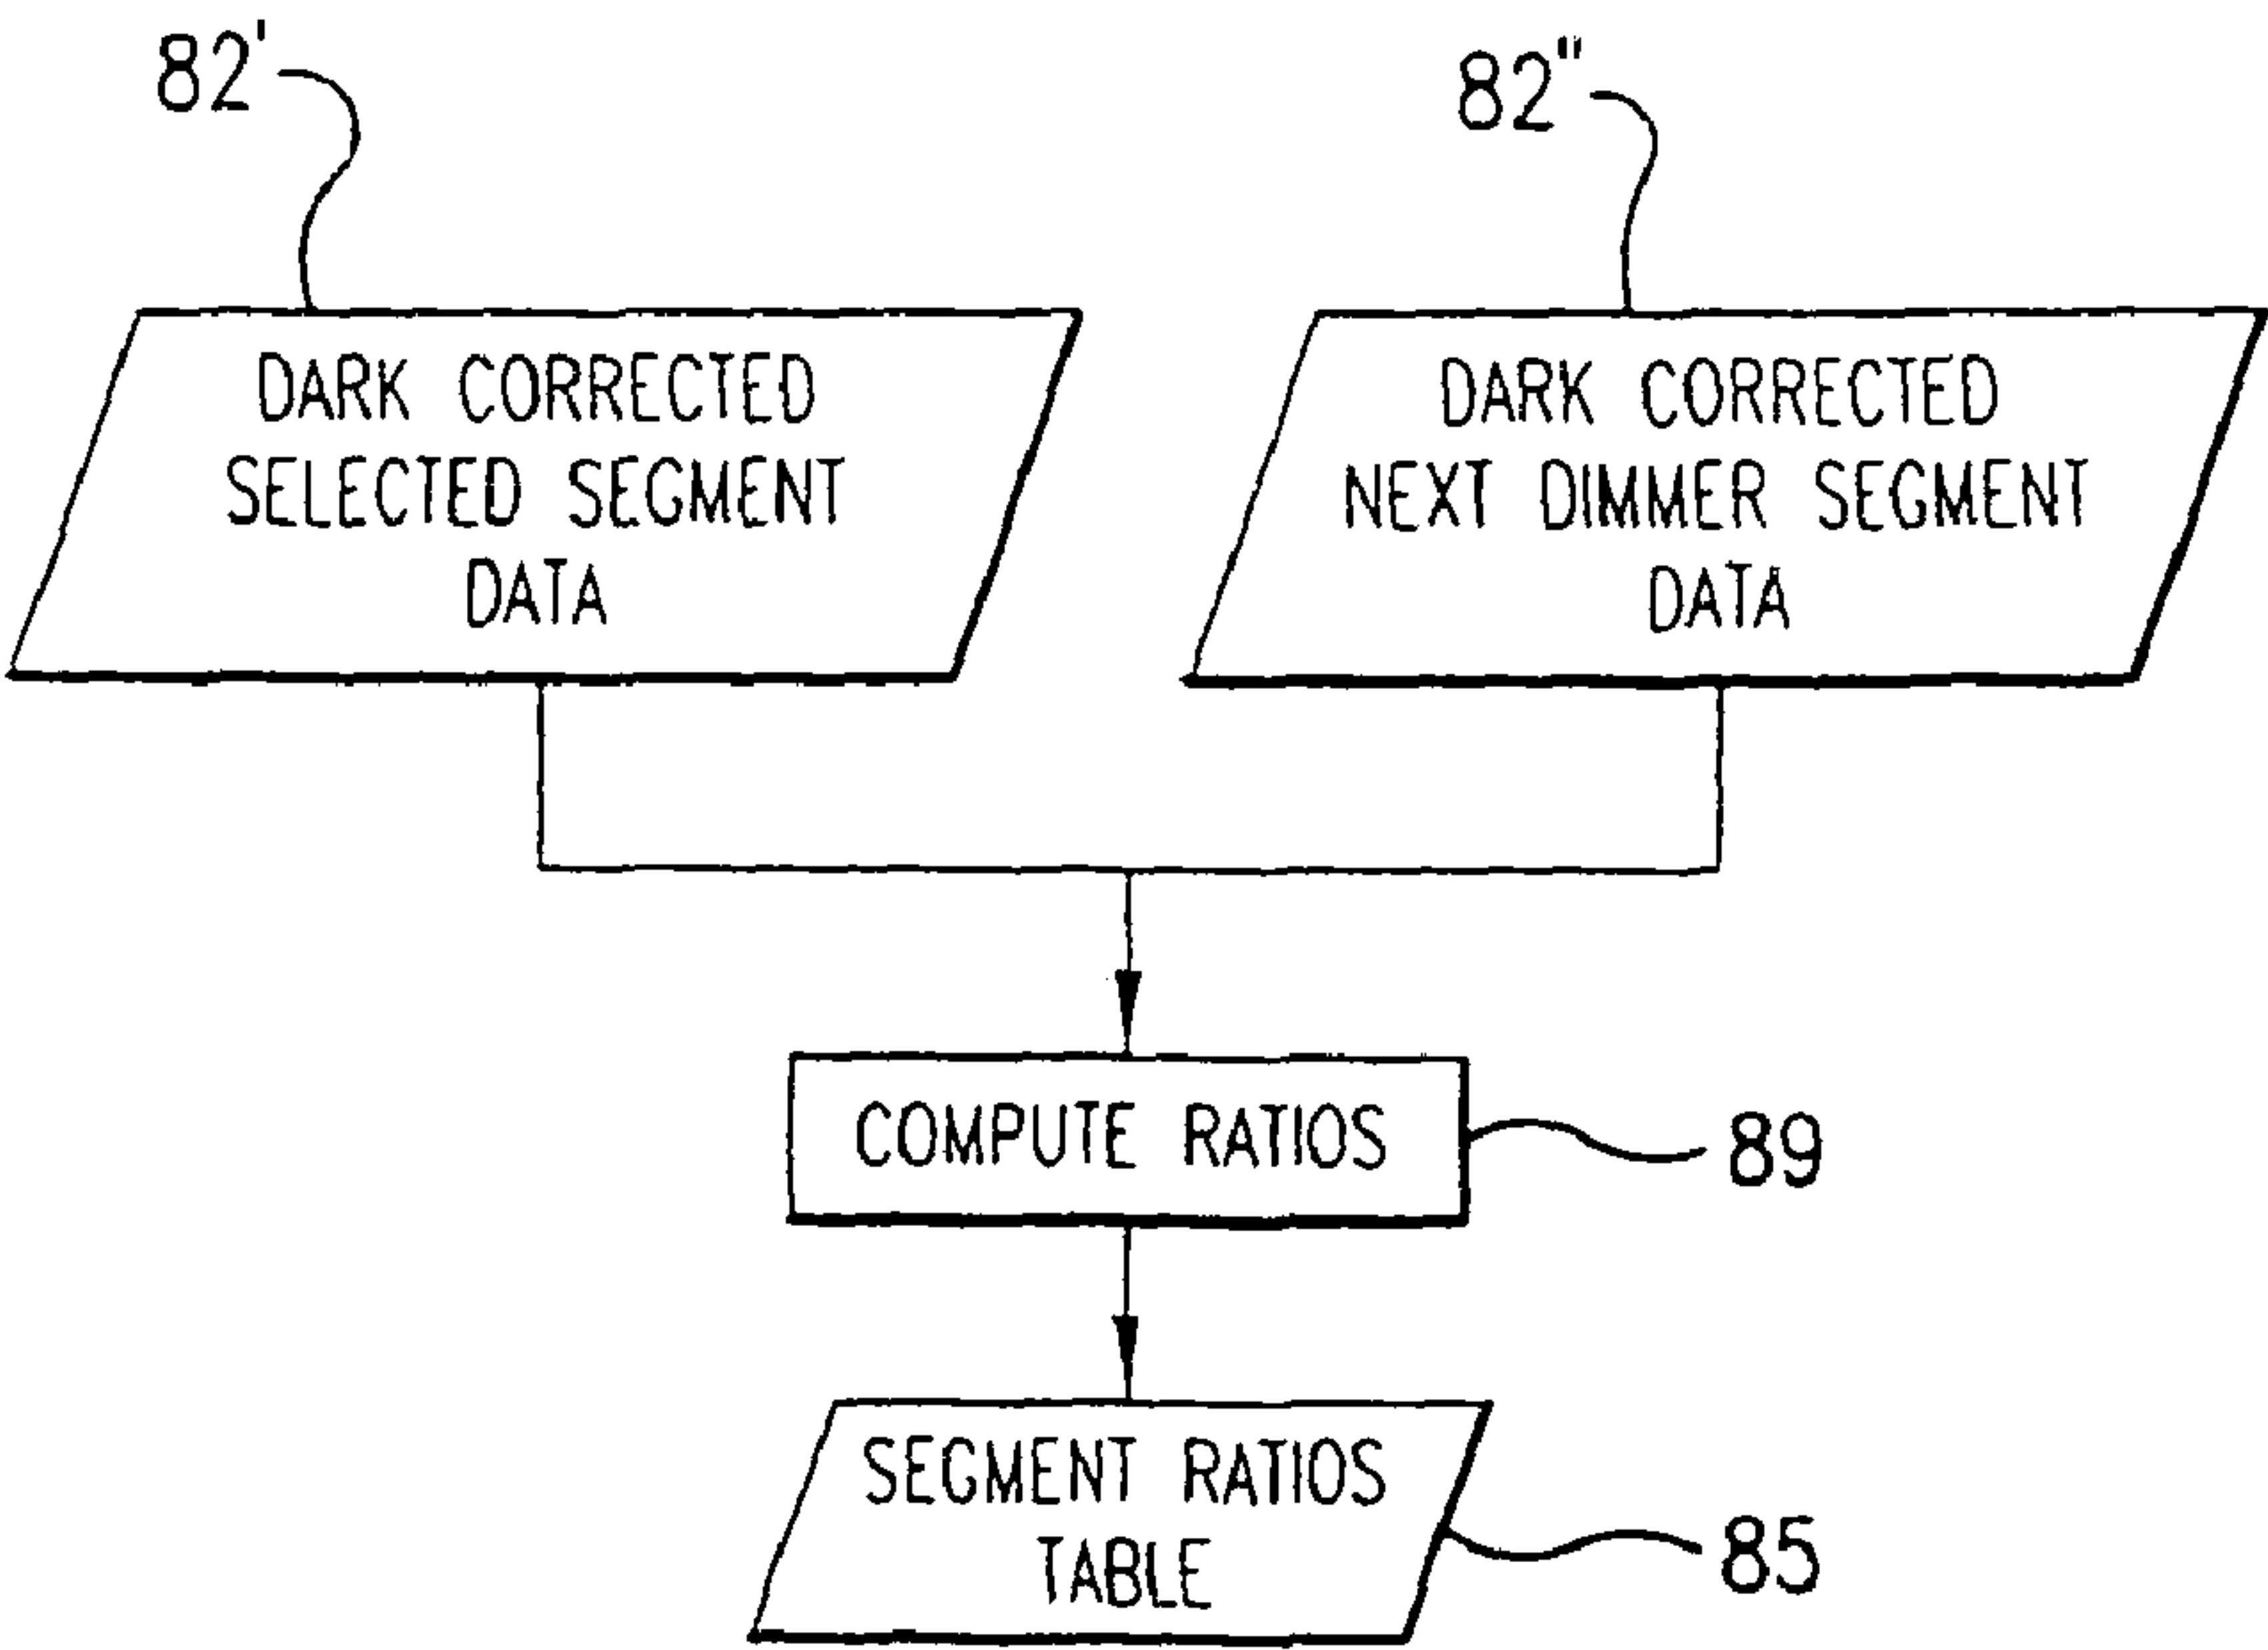 82'
82"
DARK CORRECTED
SELECTED SEGMENT
DATA
DARK CORRECTED
NEXT DIMMER SEGMENT
DATA
COMPUTE RATIOS
89
SEGMENT RATIOS
TABLE
85